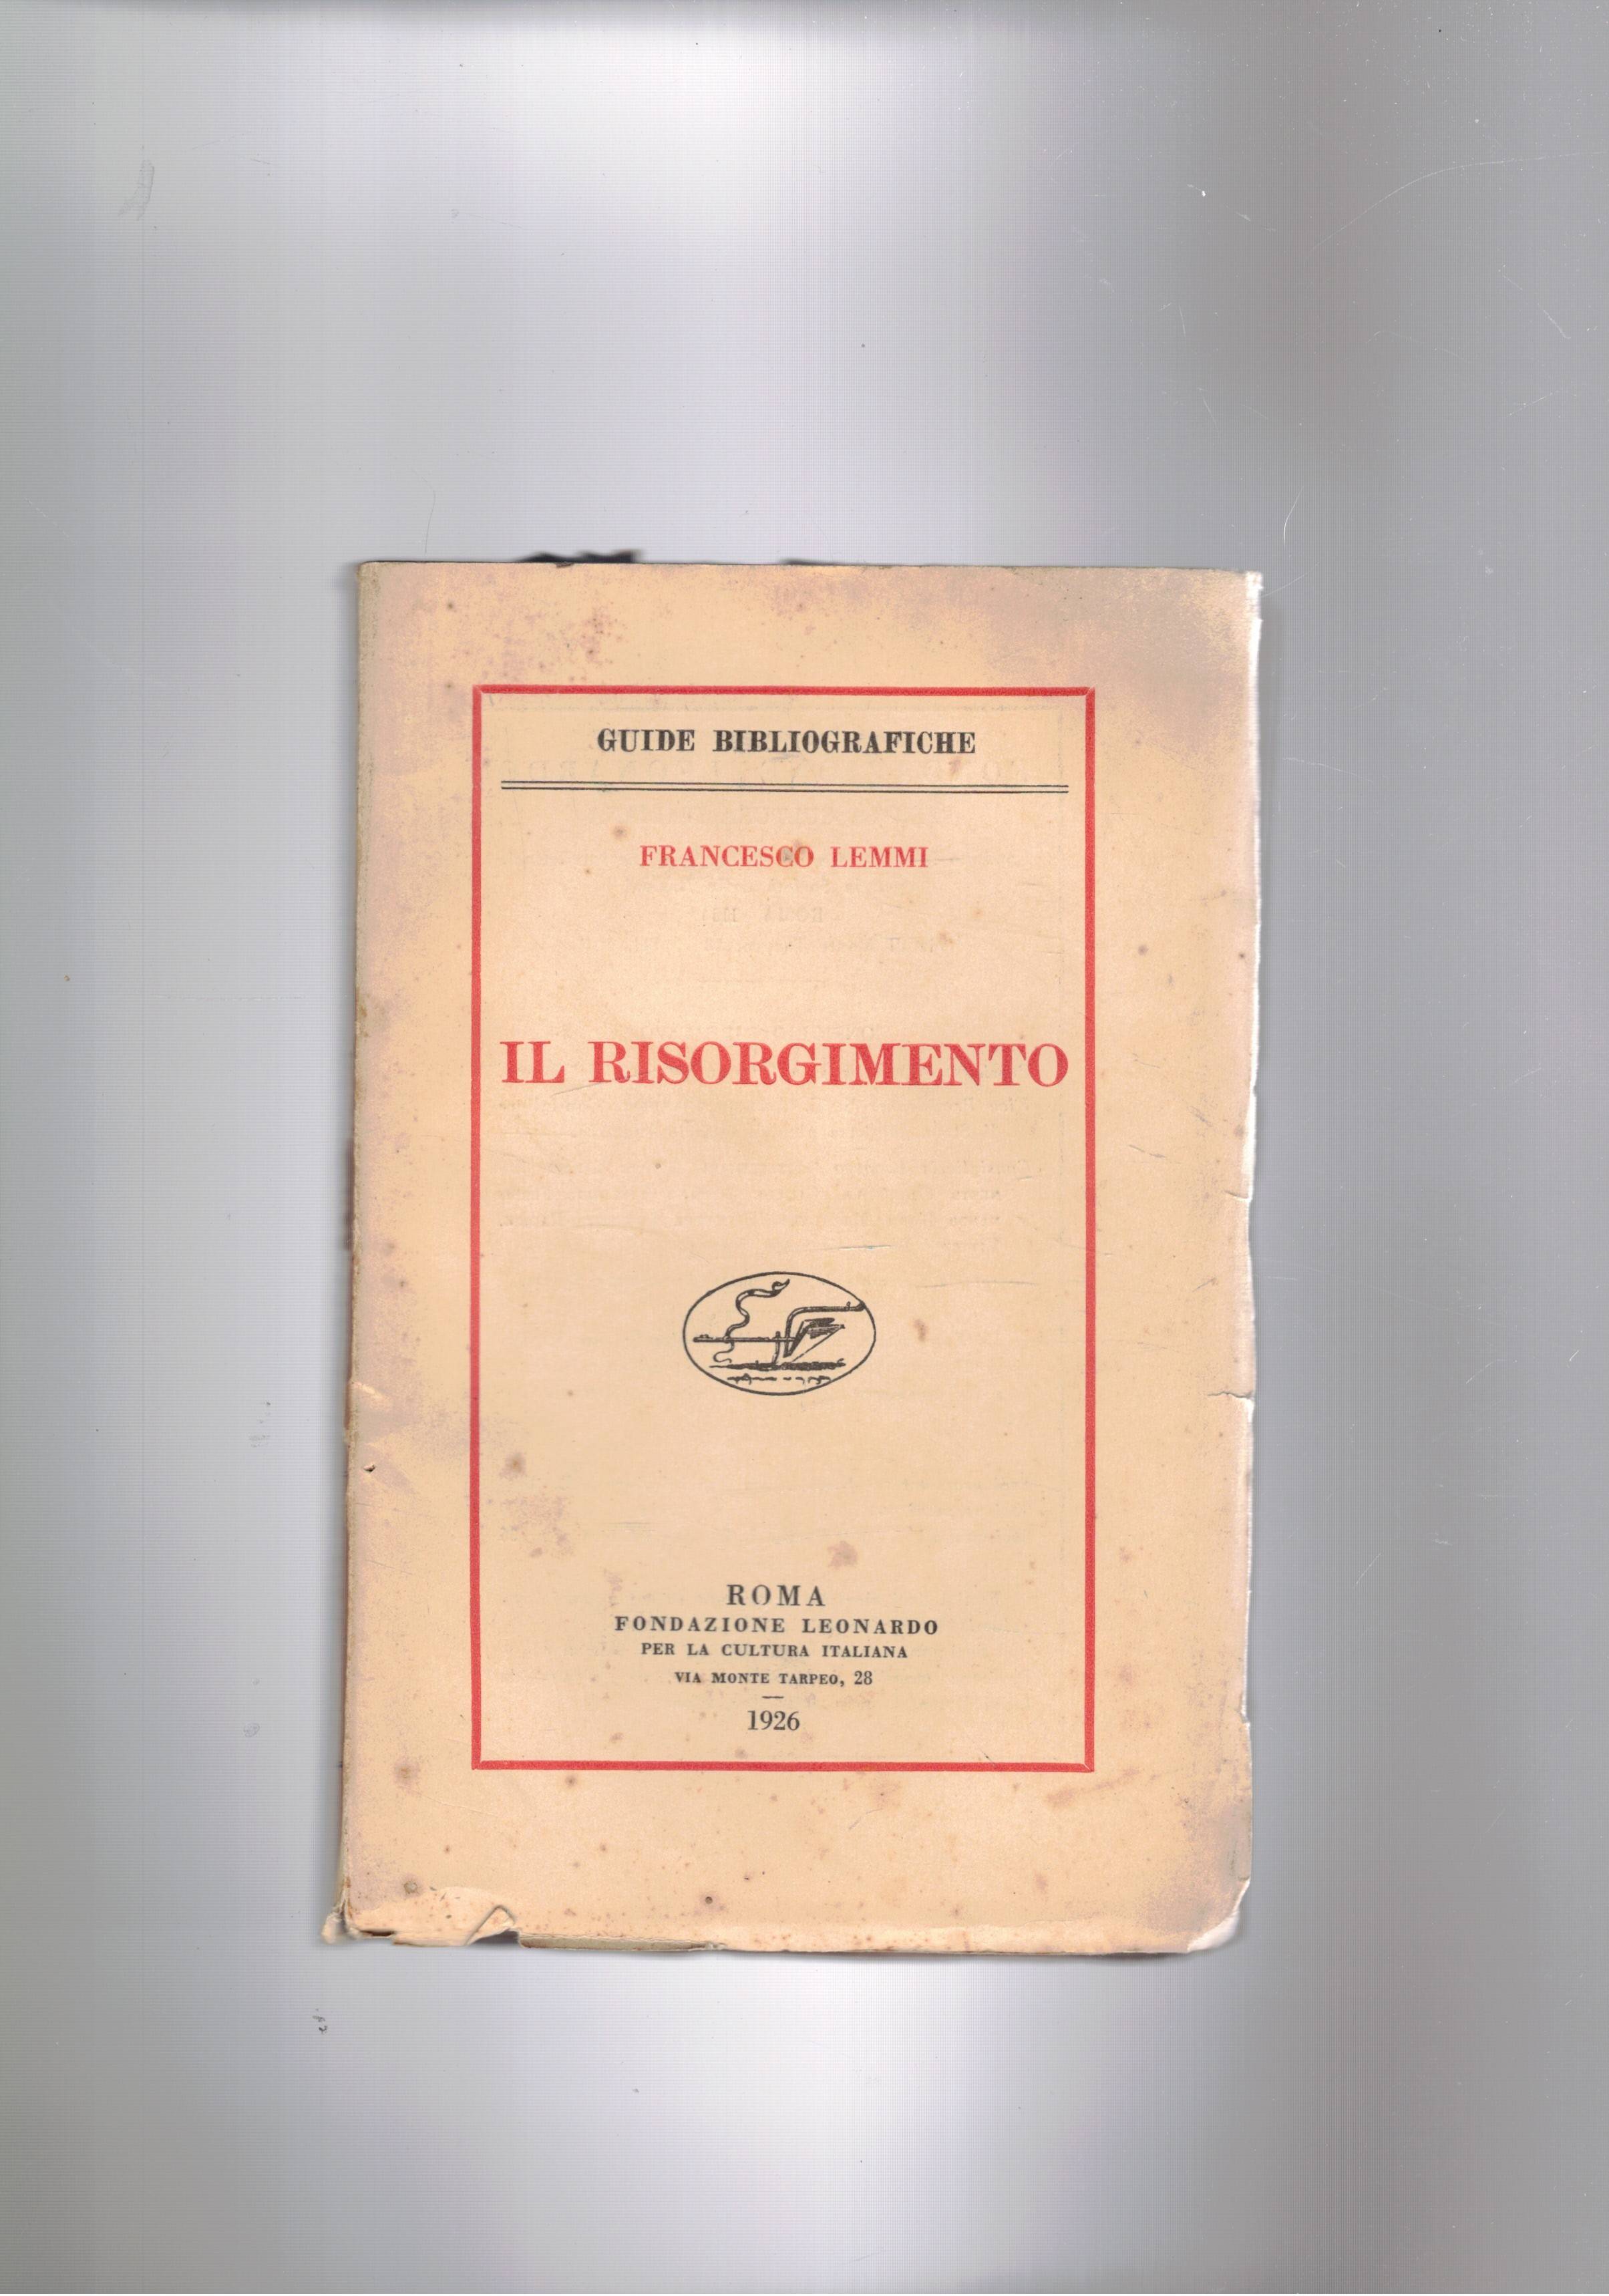 GUIDE BIBLIOGRAFICHE
FRANCESCO LEMMI
IL RISORGIMENTO
ROMA
FONDAZIONE LEONARDO
PER LA CULTURA ITALIANA
VIA MONTE TARPEO, 28
1926